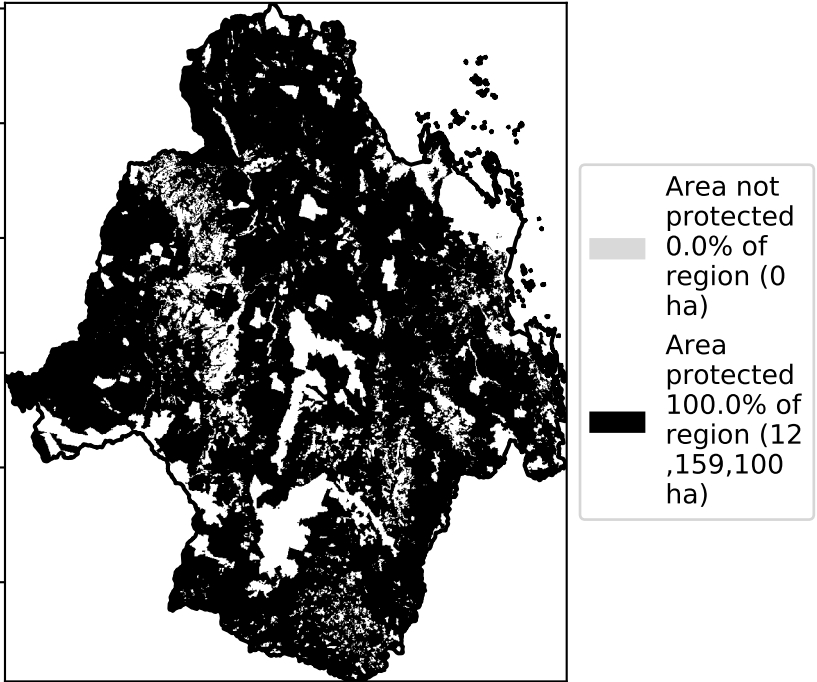 Area not
protected
0.0% of
region (0
ha)
Area
protected
100.0% of
region (12
,159,100
ha)